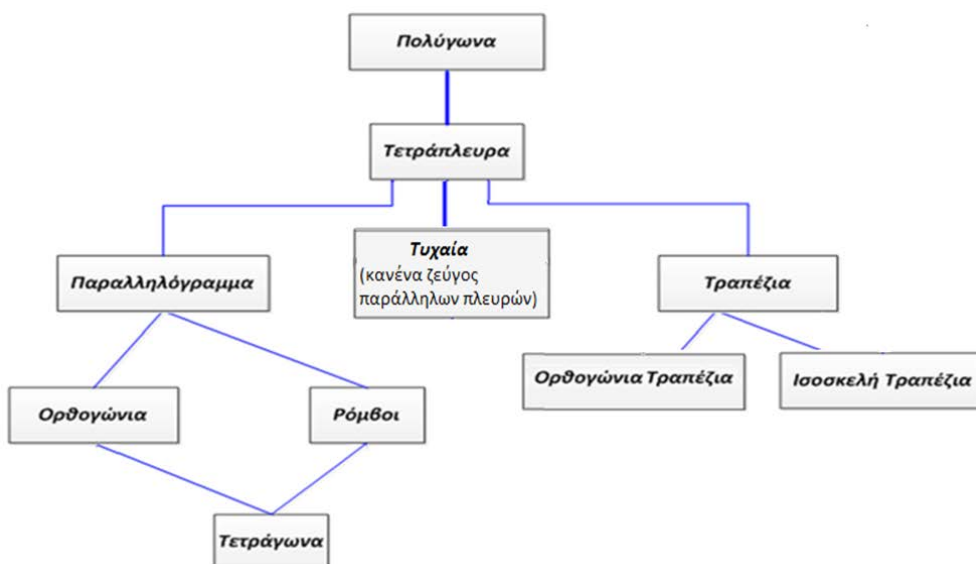 Πολύγωνα
Τετράπλευρα
Παραλληλόγραμμα
Τυχαία
(κανένα ζεύγος
παράλληλων πλευρών)
Τραπέζια
Ορθογώνια
Ρόμβοι
Ορθογώνια Τραπέζια
Ισοσκελή Τραπέζια
Τετράγωνα